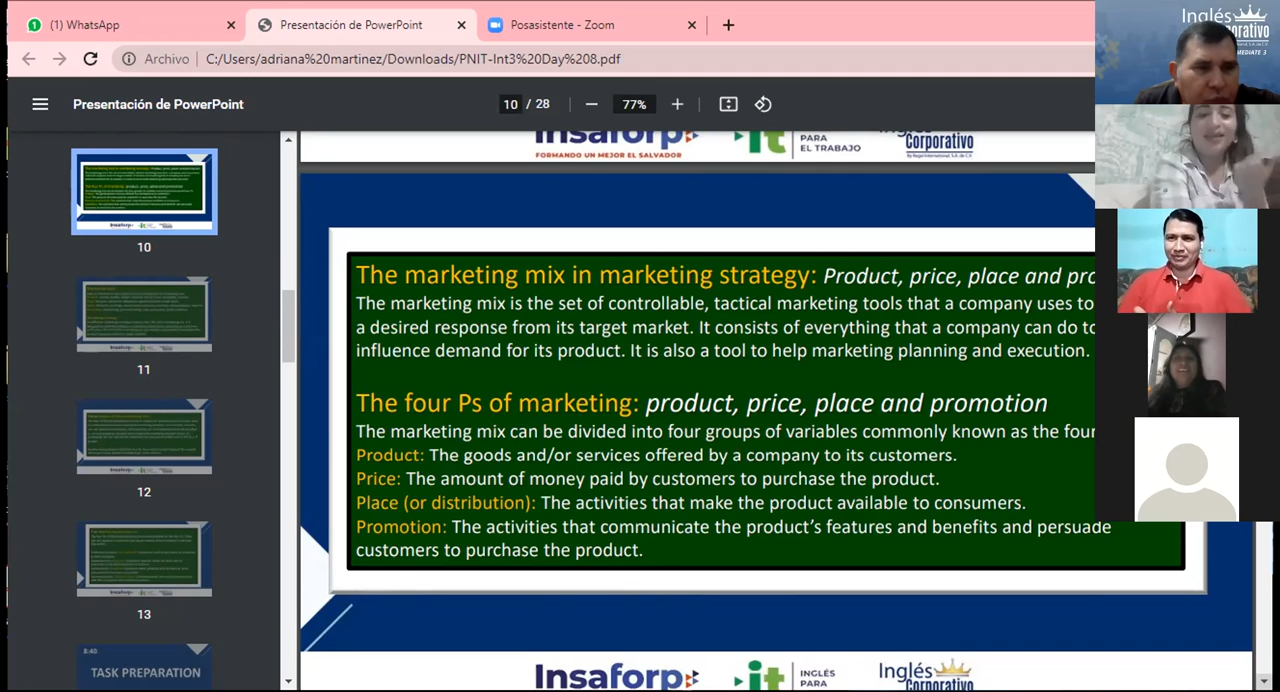 (1) WhatsApp
Presentación de PowerPoint
Posasistente - Zoom
Archivo
C:/Users/adriana%20martinez/Downloads/PNIT-Int3%20Day%208.pdf
Presentación de PowerPoint
10 / 28
77%
Inglés
Corporativo
MEDIATE 3
10
11
12
13
8:40
TASK PREPARATION
Insaforp
FORMANDO UN MEJOR EL SALVADOR
it
PARA
EL TRABAJO
Inglés
Corporativo
The marketing mix in marketing strategy: Product, price, place and pro
The marketing mix is the set of controllable, tactical marketing tools that a company uses to
a desired response from its target market. It consists of everything that a company can do to
influence demand for its product. It is also a tool to help marketing planning and execution.
The four Ps of marketing: product, price, place and promotion
The marketing mix can be divided into four groups of variables commonly known as the four
Product: The goods and/or services offered by a company to its customers.
Price: The amount of money paid by customers to purchase the product.
Place (or distribution): The activities that make the product available to consumers.
Promotion: The activities that communicate the product's features and benefits and persuade
customers to purchase the product.
Insaforp
it
INGLÉS
PARA
Inglés
Corporativo